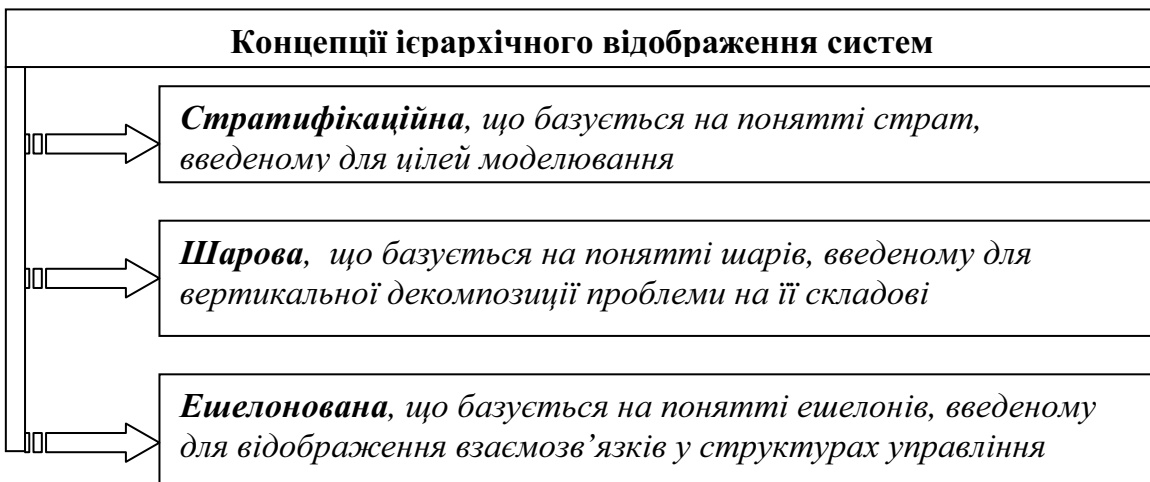 Концепції ієрархічного відображення систем
Стратифікаційна, що базується на понятті страт,
введеному для цілей моделювання
Шарова, що базується на понятті шарів, введеному для
вертикальної декомпозиції проблеми на її складові
Ешелонована, що базується на понятті ешелонів, введеному
для відображення взаємозв’язків у структурах управління